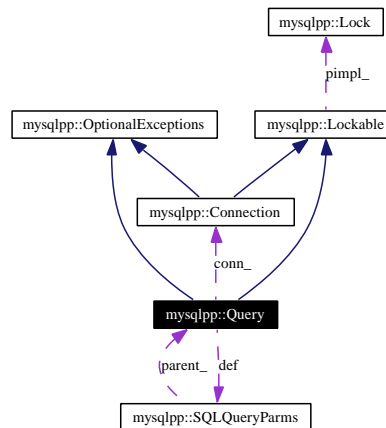 mysqlpp::Lock
pimpl_
mysqlpp::OptionalExceptions
mysqlpp::Lockable
mysqlpp::Connection
conn_
mysqlpp::Query
parent_
def
mysqlpp::SQLQueryParms